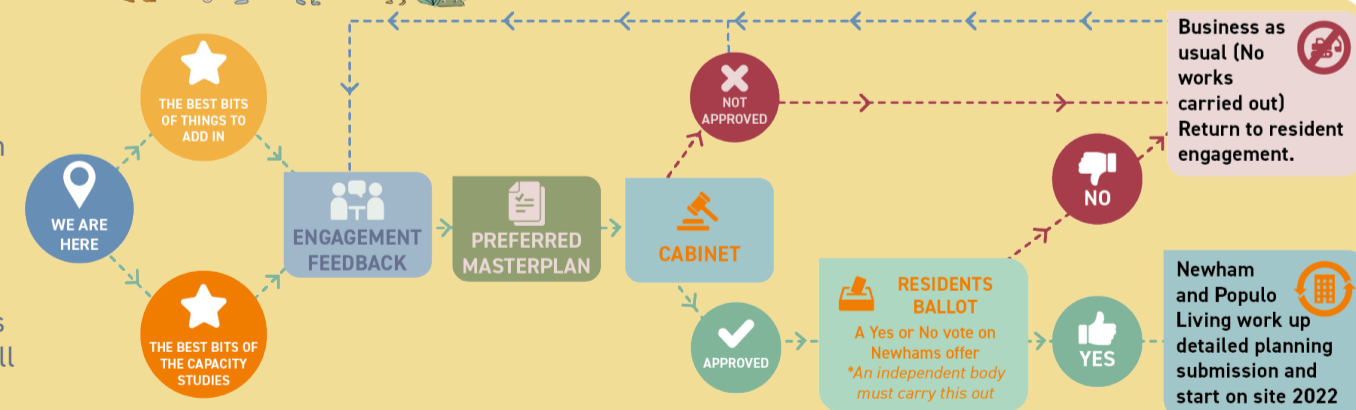 WE ARE
HERE
THE BEST BITS
OF THINGS TO
ADD IN
THE BEST BITS OF
THE CAPACITY
STUDIES
ENGAGEMENT
FEEDBACK
PREFERRED
MASTERPLAN
CABINET
NOT
APPROVED
APPROVED
RESIDENTS
BALLOT
A Yes or No vote on
Newhams offer
*An independent body
must carry this out
NO
YES
Business as
usual (No
works
carried out)
Return to resident
engagement.
Newham
and Populo
Living work up
detailed planning
submission and
start on site 2022